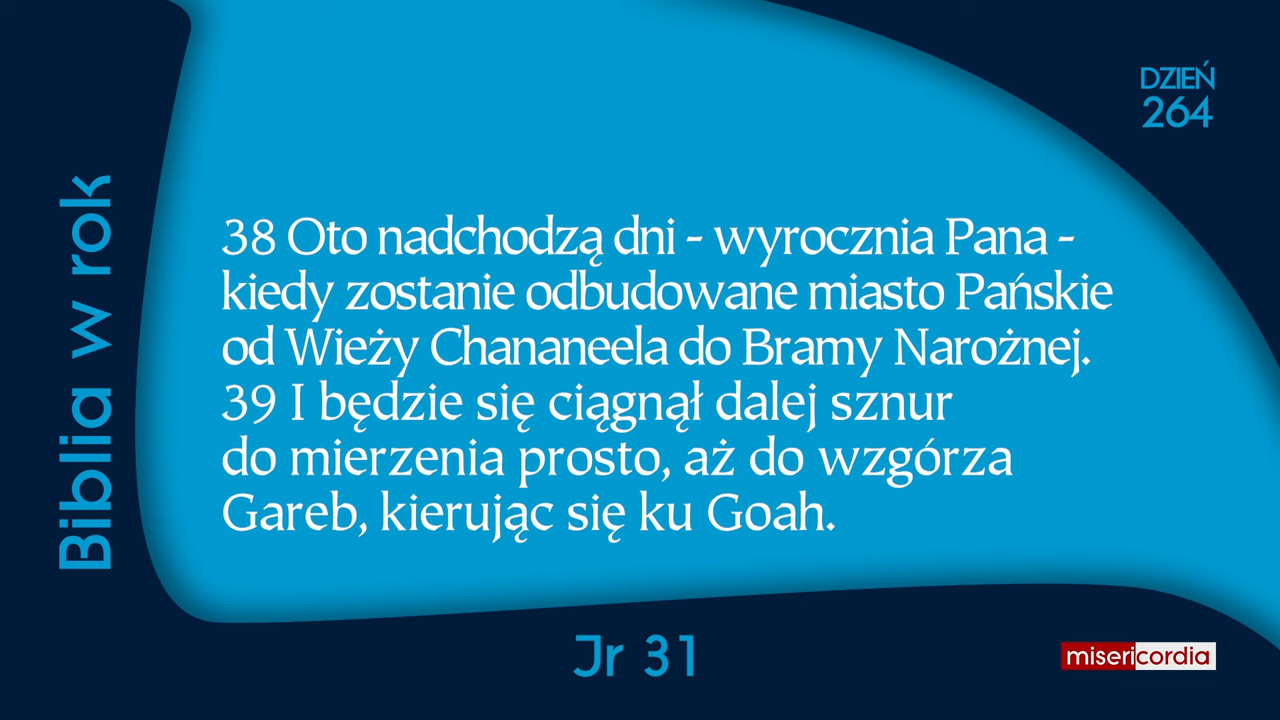 DZIEŃ
264
Biblia w rok
38 Oto nadchodzą dni - wyrocznia Pana -
kiedy zostanie odbudowane miasto Pańskie
od Wieży Chananeela do Bramy Narożnej.
39 I będzie się ciągnął dalej sznur
do mierzenia prosto, aż do wzgórza
Gareb, kierując się ku Goah.
Jr 31
misericordia